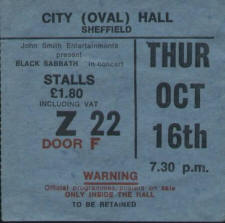 CITY (OVAL) HALL
SHEFFIELD
John Smith Entertainments
present
BLACK SABBATH in concert
STALLS
£1.80
INCLUDING VAT
Z 22
DOOR F
THUR
OCT
16th
7.30 p.m.
WARNING
Official programmes/posters on sale
ONLY INSIDE THE HALL
TO BE RETAINED